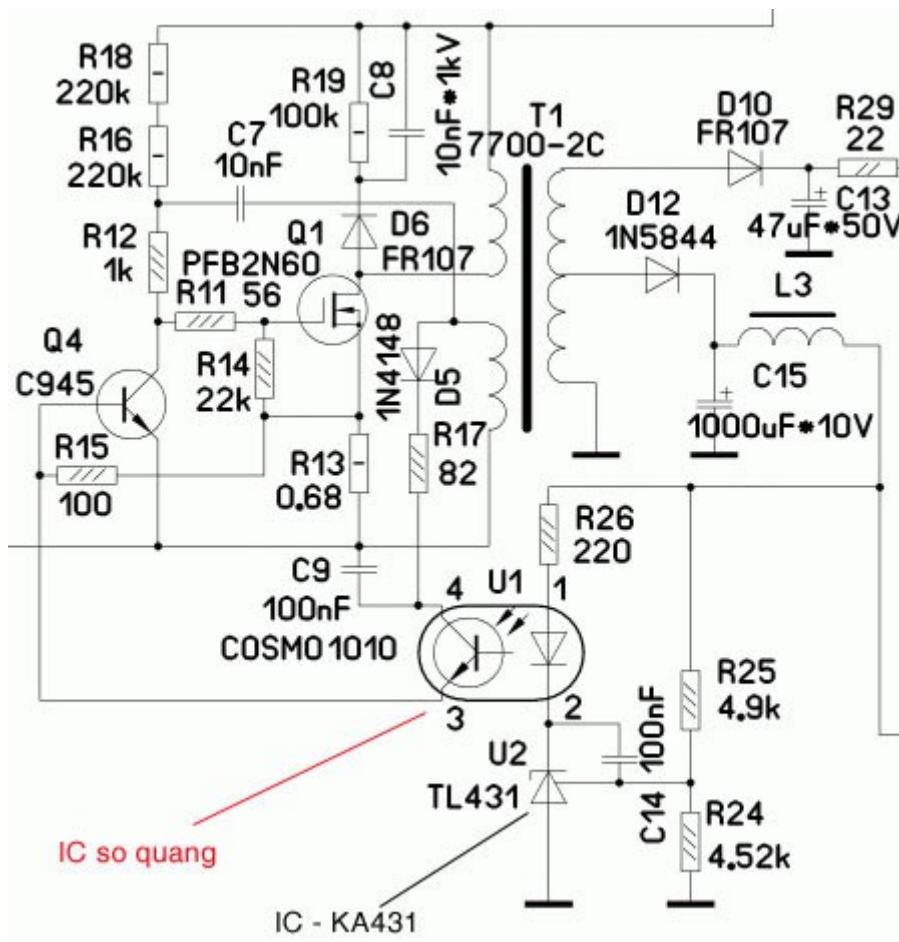 R18
220k
R16
220k
R12
1k
C7
10nF
R19
100k
C8
10nF*1kV
T1
7700-2C
D10
FR107
R29
22
C13
47uF*50V
D12
1N5844
L3
C15
1000uF*10V
Q1
PFB2N60
D6
FR107
R11
56
Q4
C945
R14
22k
1N4148
D5
R17
82
R15
100
R13
0.68
C9
100nF
U1
4
1
COSMO1010
3
2
R26
220
R25
4.9k
100nF
C14
U2
TL431
R24
4.52k
IC so quang
IC - KA431